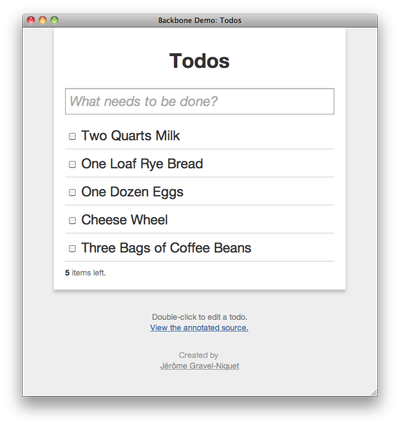 Backbone Demo: Todos
Todos
What needs to be done?
Two Quarts Milk
One Loaf Rye Bread
One Dozen Eggs
Cheese Wheel
Three Bags of Coffee Beans
5 items left.
Double-click to edit a todo.
View the annotated source.
Created by
Jérôme Gravel-Niquet